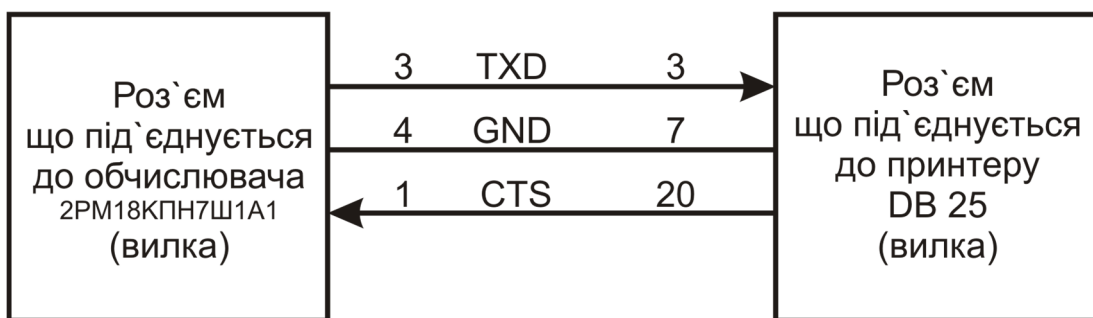 Роз`єм
що під`єднується
до обчислювача
2РМ18КПН7Ш1А1
(вилка)
3 TXD 3
4 GND 7
1 CTS 20
Роз`єм
що під`єднується
до принтеру
DB 25
(вилка)